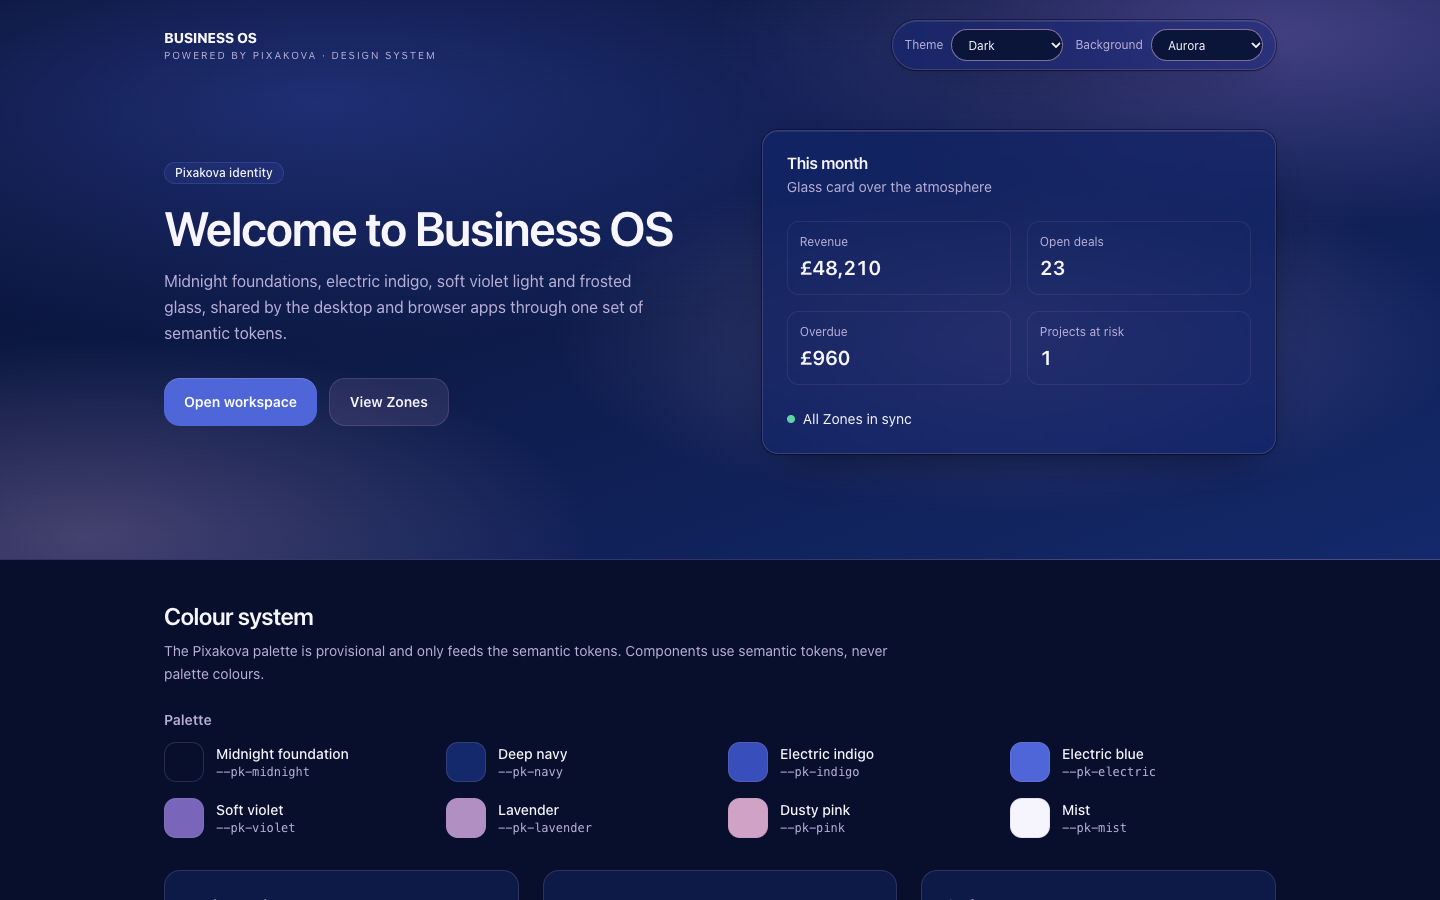 BUSINESS OS
POWERED BY PIXAKOVA · DESIGN SYSTEM
Theme Dark Background Aurora
Pixakova identity
Welcome to Business OS
Midnight foundations, electric indigo, soft violet light and frosted
glass, shared by the desktop and browser apps through one set of
semantic tokens.
Open workspace View Zones
This month
Glass card over the atmosphere
Revenue
£48,210
Open deals
23
Overdue
£960
Projects at risk
1
All Zones in sync
Colour system
The Pixakova palette is provisional and only feeds the semantic tokens. Components use semantic tokens, never
palette colours.
Palette
Midnight foundation
--pk-midnight
Deep navy
--pk-navy
Electric indigo
--pk-indigo
Electric blue
--pk-electric
Soft violet
--pk-violet
Lavender
--pk-lavender
Dusty pink
--pk-pink
Mist
--pk-mist